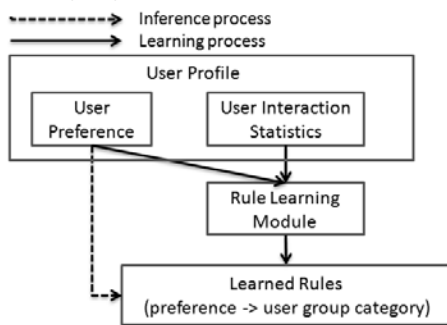 Inference process
Learning process
User Profile
User
Preference
User Interaction
Statistics
Rule Learning
Module
Learned Rules
(preference -> user group category)